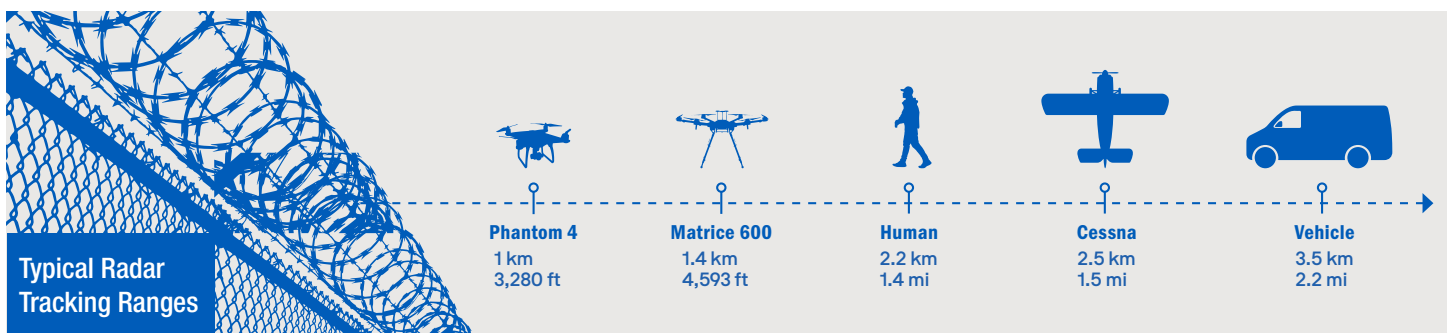 Typical Radar
Tracking Ranges
Phantom 4
1 km
3,280 ft
Matrice 600
1.4 km
4,593 ft
Human
2.2 km
1.4 mi
Cessna
2.5 km
1.5 mi
Vehicle
3.5 km
2.2 mi